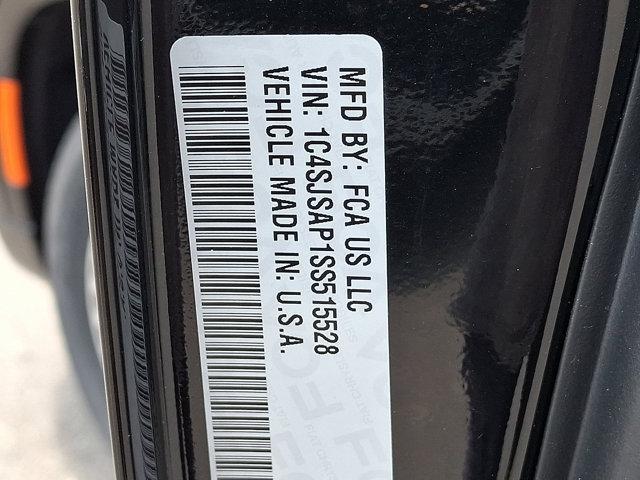 MFD BY: FCA US LLC
VIN: 1C4SJSAP1SS515528
VEHICLE MADE IN: U.S.A.